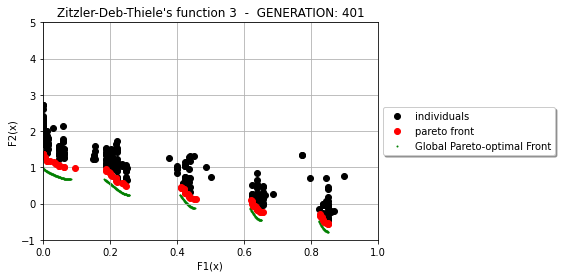 Zitzler-Deb-Thiele's function 3 - GENERATION: 401
5
4
3
2
1
0
−1
F2(x)
0.0 0.2 0.4 0.6 0.8 1.0
F1(x)
individuals
pareto front
Global Pareto-optimal Front